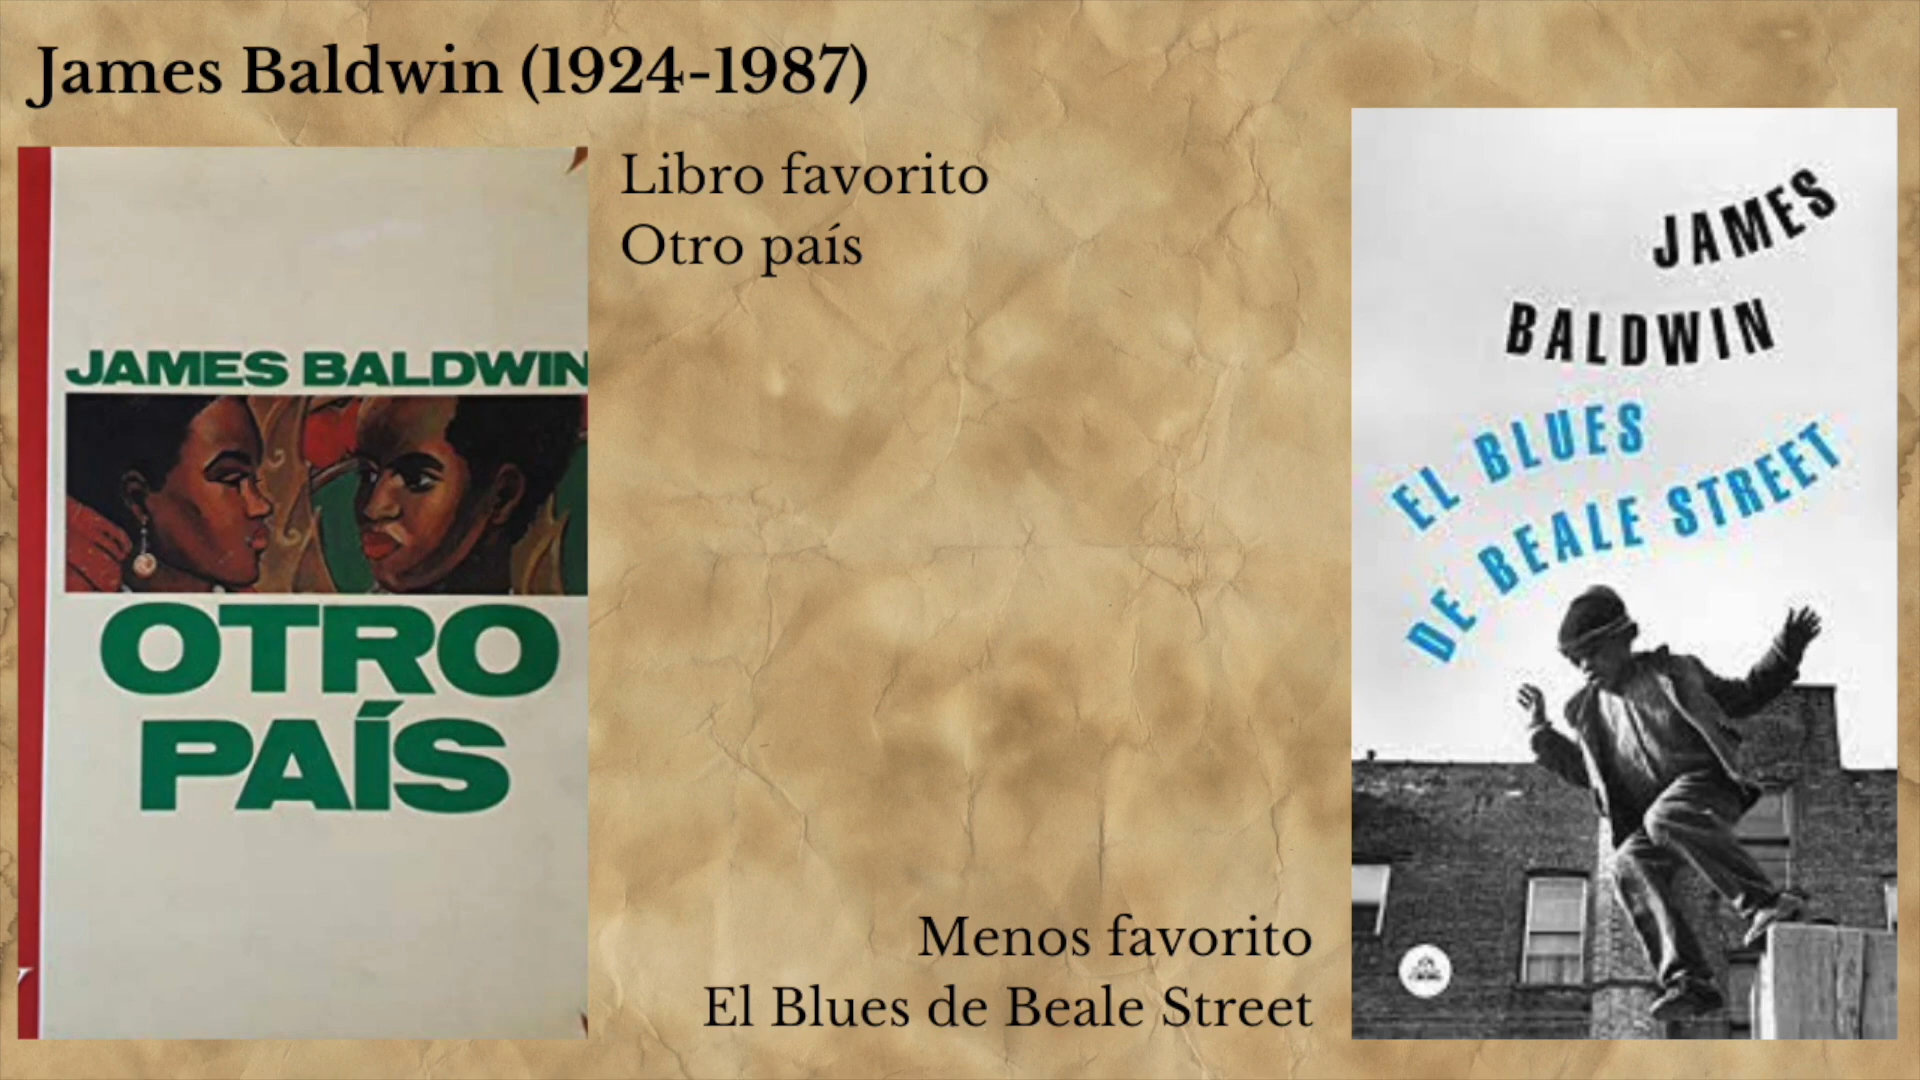 James Baldwin (1924-1987)
Libro favorito
Otro país
JAMES BALDWIN
OTRO
PAÍS
JAMES
BALDWIN
EL BLUES
DE BEALE STREET
Menos favorito
El Blues de Beale Street